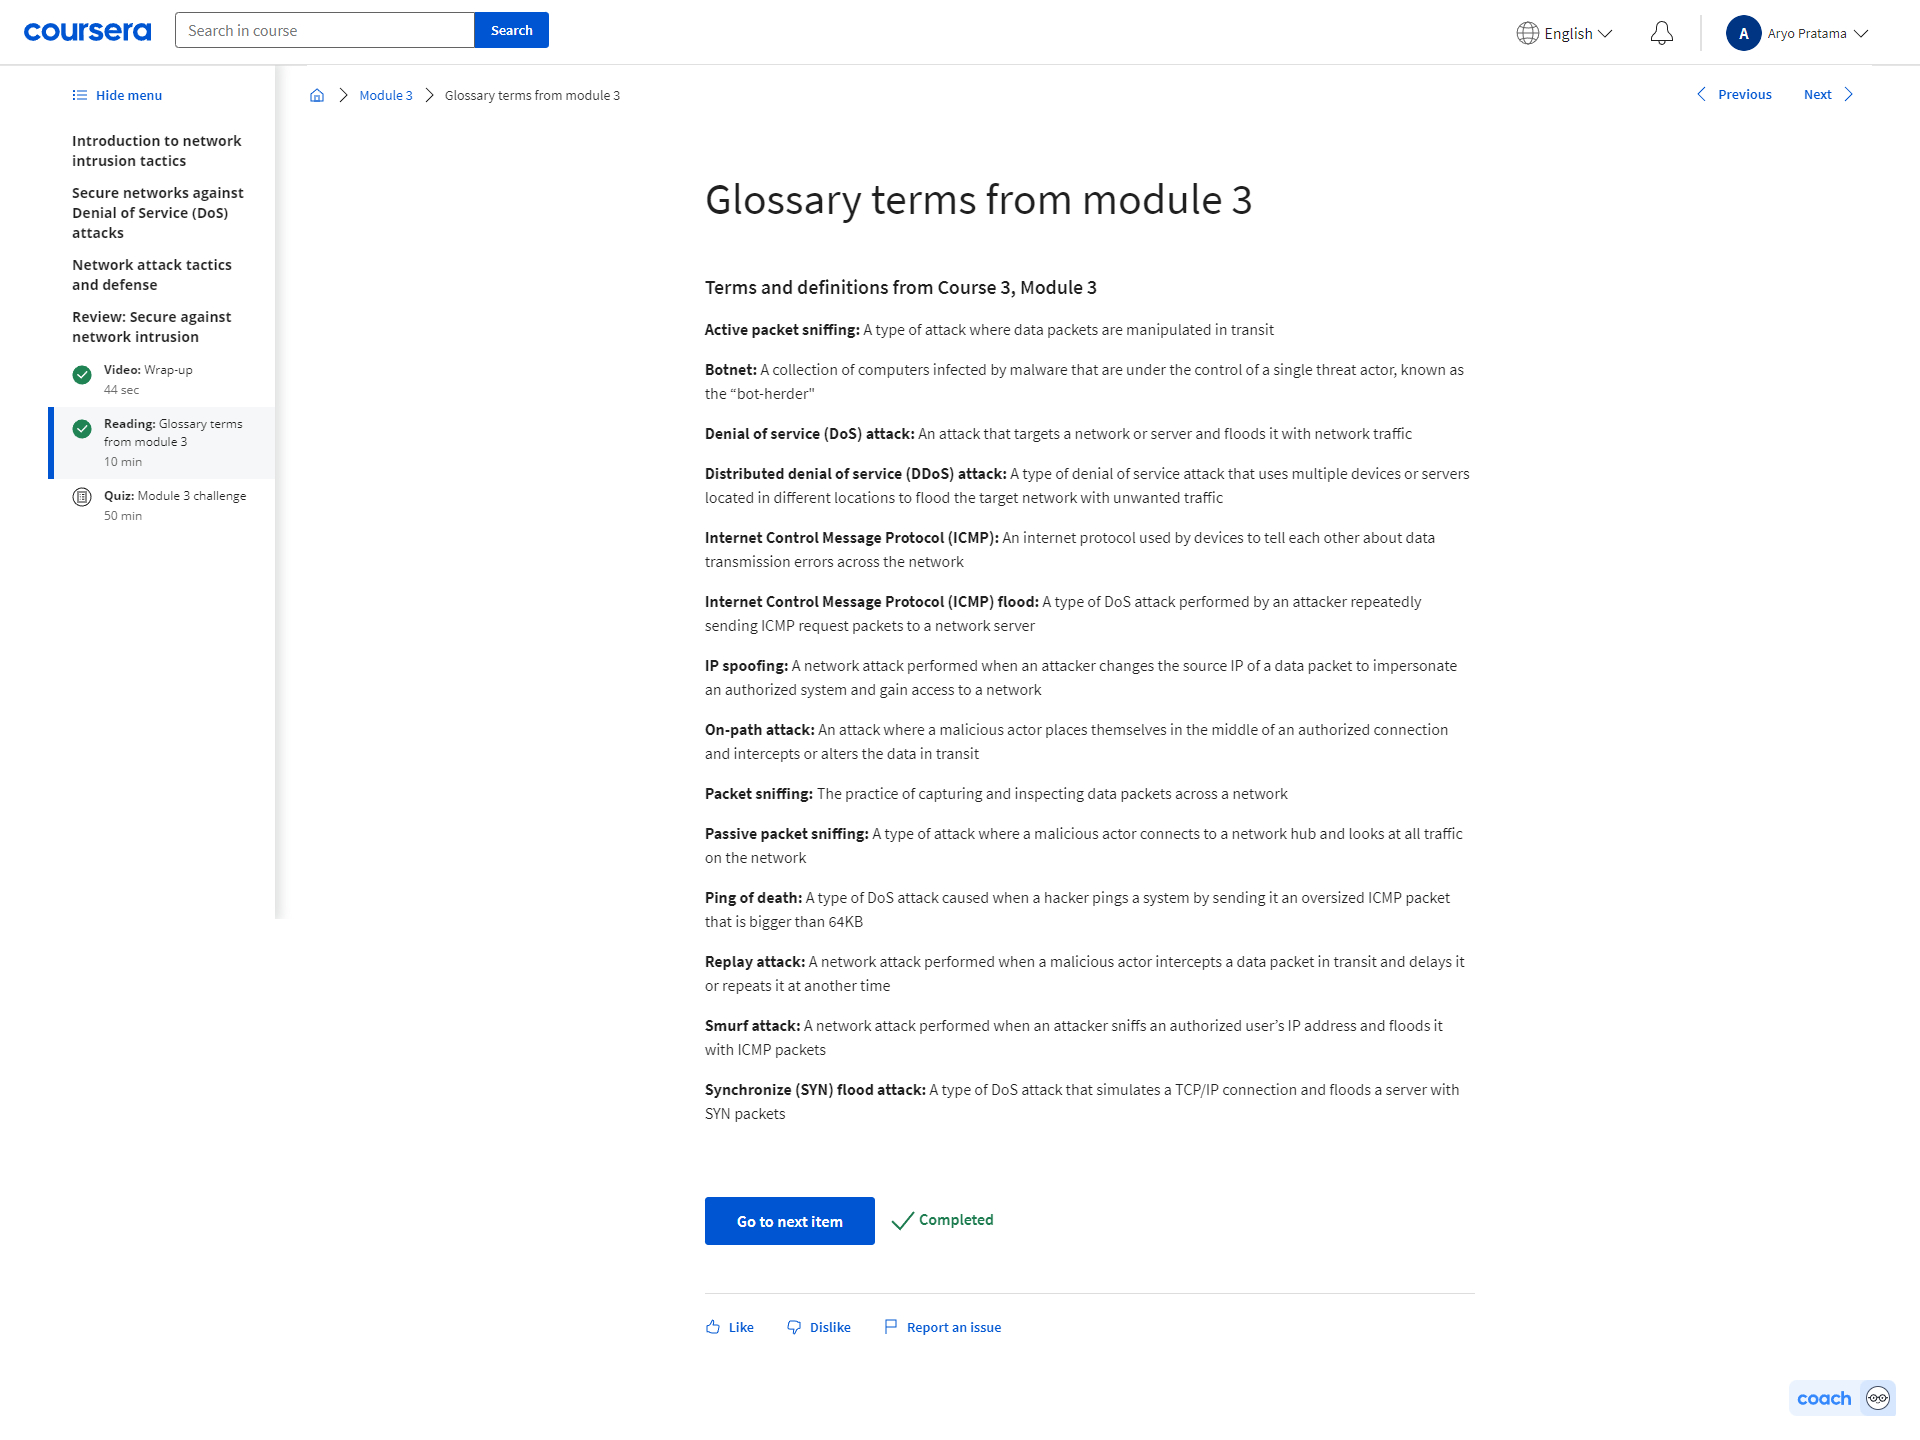 coursera
Search in course
Search
English
A
Aryo Pratama
Hide menu
Introduction to network
intrusion tactics
Secure networks against
Denial of Service (DoS)
attacks
Network attack tactics
and defense
Review: Secure against
network intrusion
Video: Wrap-up
44 sec
Reading: Glossary terms
from module 3
10 min
Quiz: Module 3 challenge
50 min
Module 3
Glossary terms from module 3
Previous
Next
Glossary terms from module 3
Terms and definitions from Course 3, Module 3
Active packet sniffing: A type of attack where data packets are manipulated in transit
Botnet: A collection of computers infected by malware that are under the control of a single threat actor, known as
the “bot-herder"
Denial of service (DoS) attack: An attack that targets a network or server and floods it with network traffic
Distributed denial of service (DDoS) attack: A type of denial of service attack that uses multiple devices or servers
located in different locations to flood the target network with unwanted traffic
Internet Control Message Protocol (ICMP): An internet protocol used by devices to tell each other about data
transmission errors across the network
Internet Control Message Protocol (ICMP) flood: A type of DoS attack performed by an attacker repeatedly
sending ICMP request packets to a network server
IP spoofing: A network attack performed when an attacker changes the source IP of a data packet to impersonate
an authorized system and gain access to a network
On-path attack: An attack where a malicious actor places themselves in the middle of an authorized connection
and intercepts or alters the data in transit
Packet sniffing: The practice of capturing and inspecting data packets across a network
Passive packet sniffing: A type of attack where a malicious actor connects to a network hub and looks at all traffic
on the network
Ping of death: A type of DoS attack caused when a hacker pings a system by sending it an oversized ICMP packet
that is bigger than 64KB
Replay attack: A network attack performed when a malicious actor intercepts a data packet in transit and delays it
or repeats it at another time
Smurf attack: A network attack performed when an attacker sniffs an authorized user’s IP address and floods it
with ICMP packets
Synchronize (SYN) flood attack: A type of DoS attack that simulates a TCP/IP connection and floods a server with
SYN packets
Go to next item
Completed
Like
Dislike
Report an issue
coach